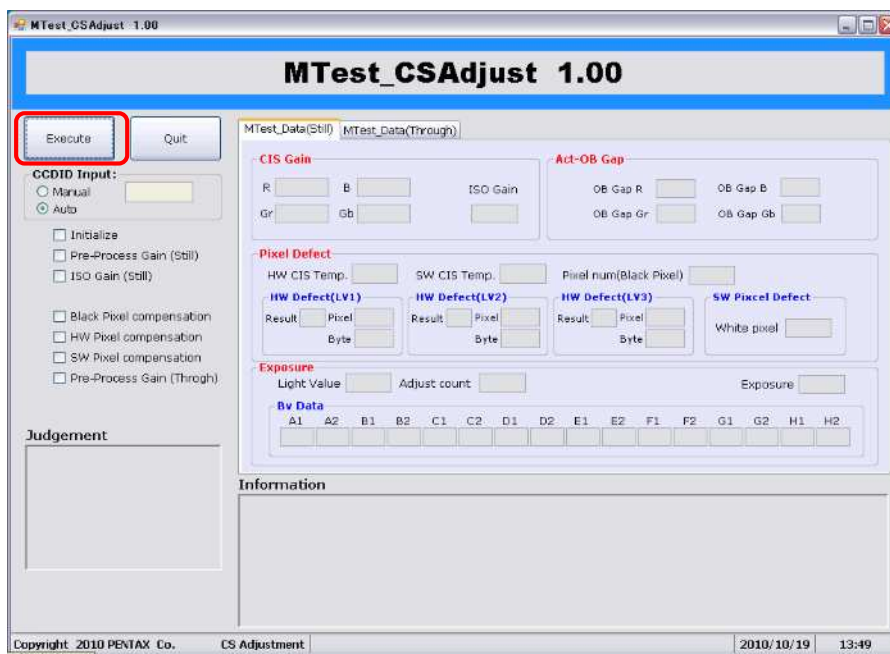 MTest_CSAdjust 1.00
MTest_CSAdjust 1.00
Execute Quit
CCDID Input:
Manual
Auto
Initialize
Pre-Process Gain (Still)
ISO Gain (Still)
Black Pixel compensation
HW Pixel compensation
SW Pixel compensation
Pre-Process Gain (Throgh)
Judgement
MTest_Data(Still) MTest_Data(Through)
CIS Gain
R B ISO Gain
Gr Gb
Act-OB Gap
OB Gap R OB Gap B
OB Gap Gr OB Gap Gb
Pixel Defect
HW CIS Temp. SW CIS Temp. Pixel num(Black Pixel)
HW Defect(LV1) HW Defect(LV2) HW Defect(LV3) SW Pixcel Defect
Result Pixel Result Pixel Result Pixel White pixel
Byte Byte Byte
Exposure
Light Value Adjust count Exposure
Bv Data
A1 A2 B1 B2 C1 C2 D1 D2 E1 E2 F1 F2 G1 G2 H1 H2
Information
Copyright 2010 PENTAX Co. CS Adjustment 2010/10/19 13:49